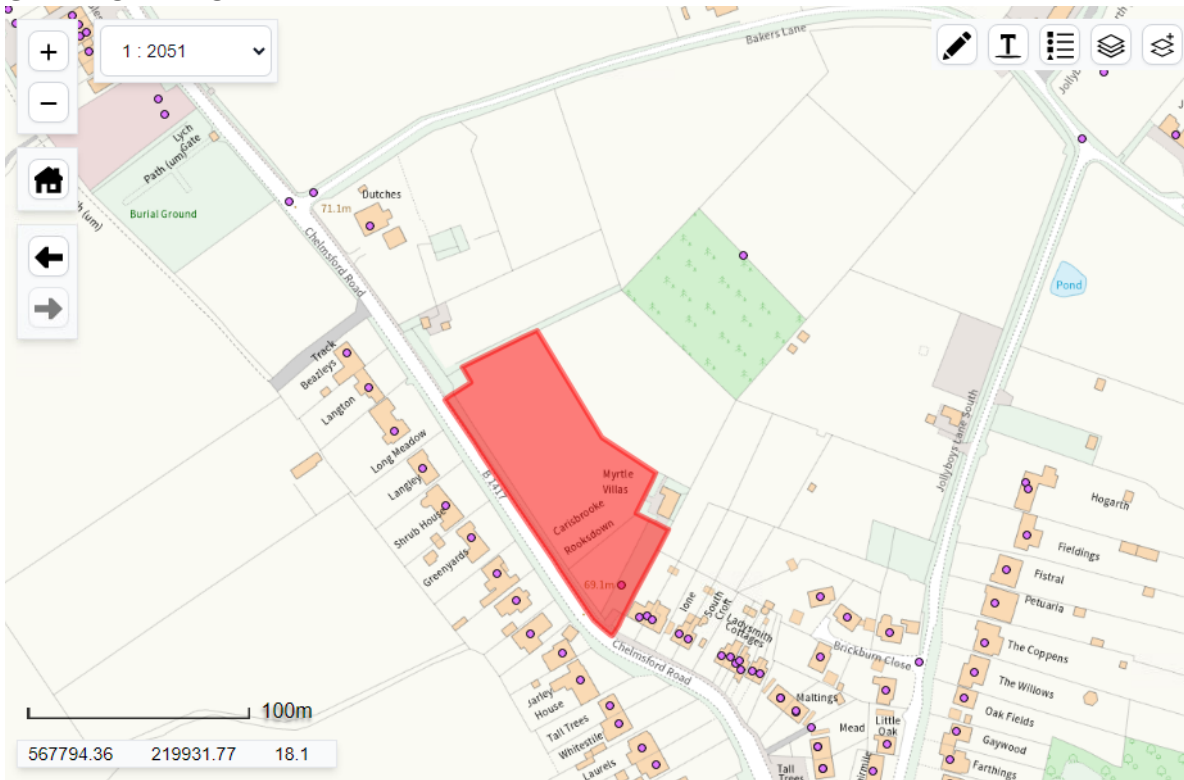 +
1 : 2051
−
Bakers Lane
Lych
Gate
Path (um)
Burial Ground
Dutches
71.1m
Chelmsford Road
Pond
Track
Beazleys
Langton
Long Meadow
Langley
B 1417
Shrub House
Greenyards
Myrtle
Villas
Carisbrooke
Rooksdown
69.1m
Jollyboys Lane South
Hogarth
Fieldings
Fistral
Petuaria
The Coppens
The Willows
Oak Fields
Gaywood
Farthings
Ione
South
Croft
Ladysmith
Cottages
Brickburn Close
Chelmsford Road
Maltings
Mead
Little
Oak
Tall
Trees
Jarley
House
Tall Trees
Whitestile
Laurels
100m
567794.36 219931.77 18.1